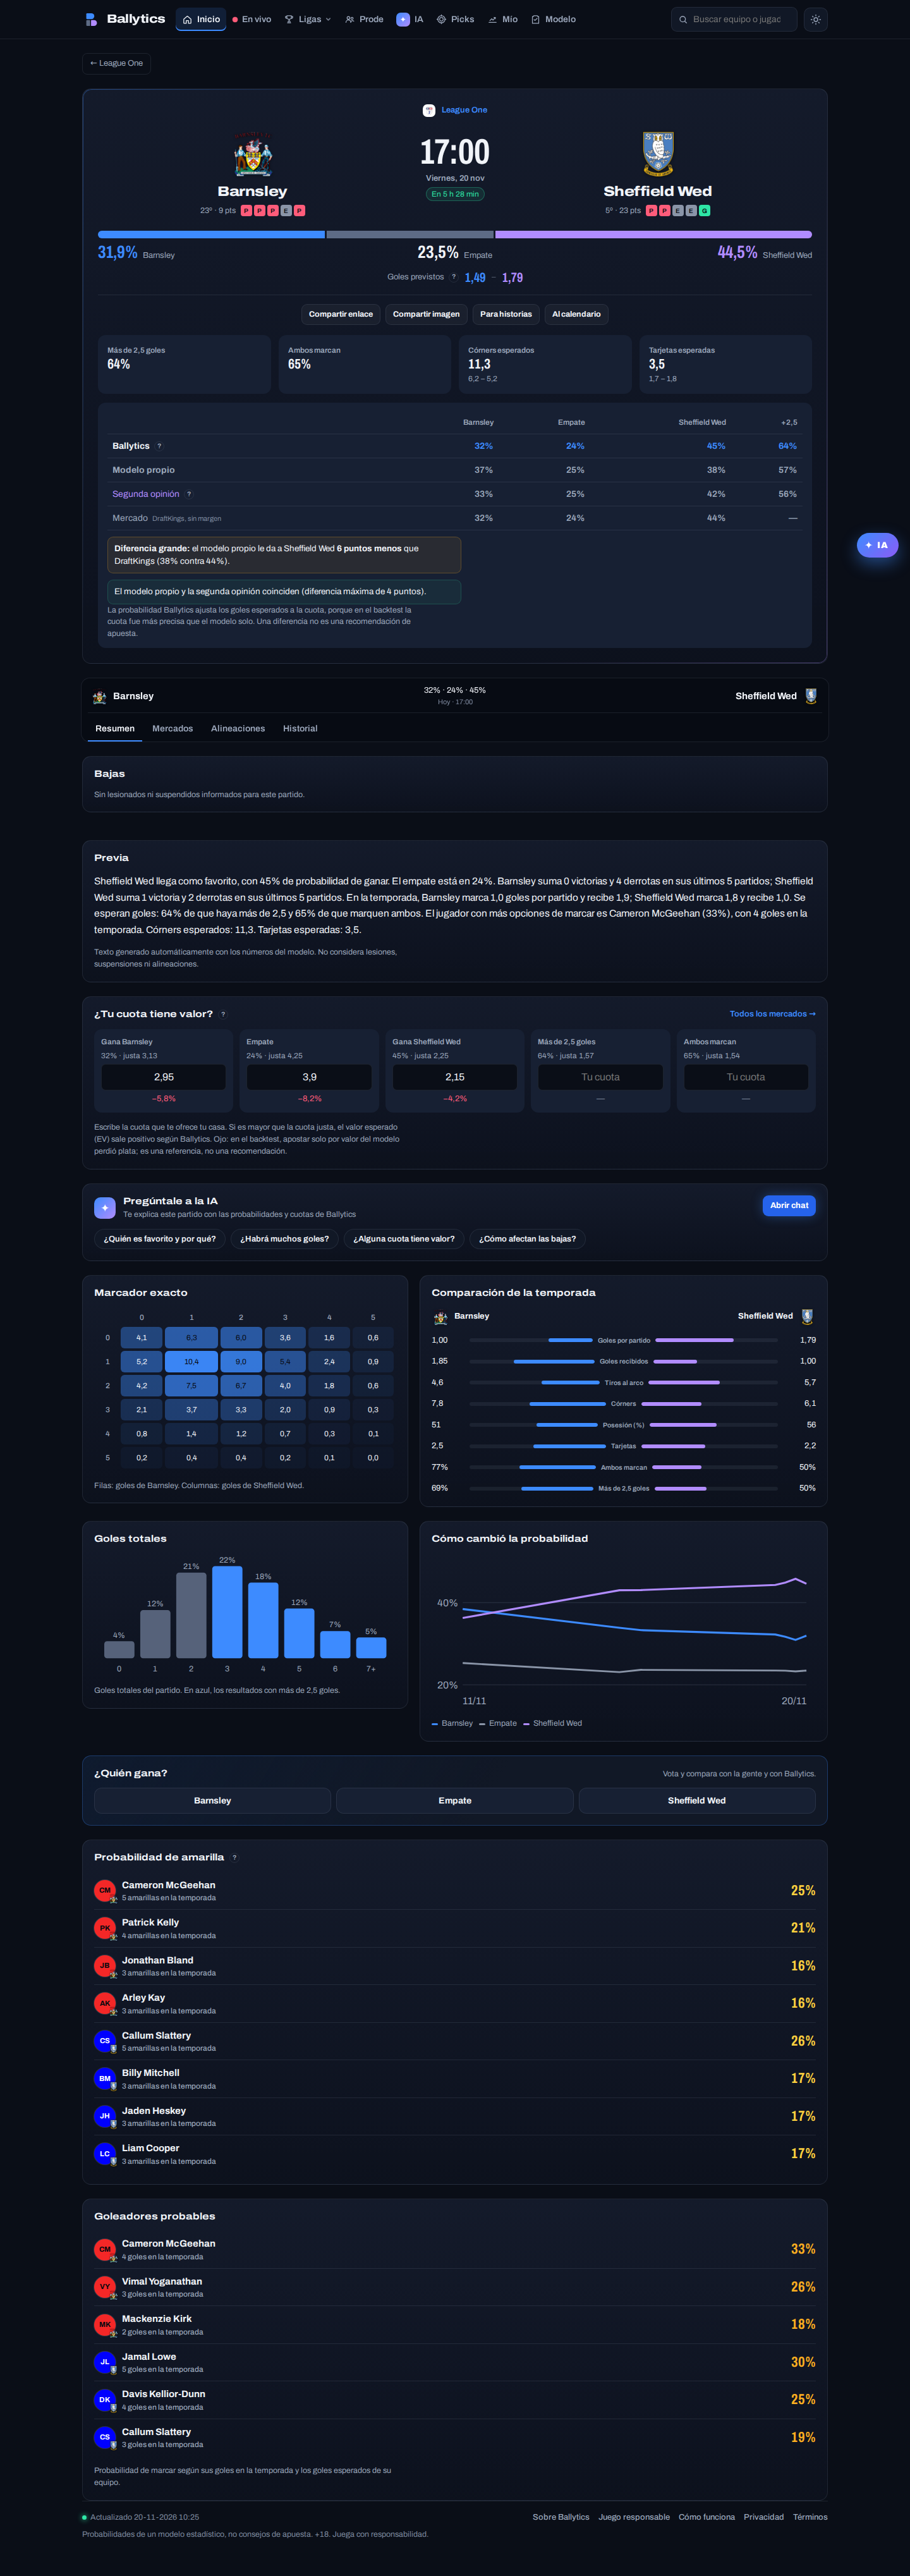 Ballytics
Inicio
En vivo
Ligas
Prode
IA
Picks
Mío
Modelo
Buscar equipo o jugac
← League One
League One
17:00
Viernes, 20 nov
En 5 h 28 min
Barnsley
23º · 9 pts P P P E P
Sheffield Wed
5º · 23 pts P P E E G
31,9% Barnsley
23,5% Empate
44,5% Sheffield Wed
Goles previstos ? 1,49 – 1,79
Compartir enlace
Compartir imagen
Para historias
Al calendario
Más de 2,5 goles
64%
Ambos marcan
65%
Córners esperados
11,3
6,2 – 5,2
Tarjetas esperadas
3,5
1,7 – 1,8
Barnsley Empate Sheffield Wed +2,5
Ballytics ? 32% 24% 45% 64%
Modelo propio 37% 25% 38% 57%
Segunda opinión ? 33% 25% 42% 56%
Mercado DraftKings, sin margen 32% 24% 44% —
Diferencia grande: el modelo propio le da a Sheffield Wed 6 puntos menos que
DraftKings (38% contra 44%).
El modelo propio y la segunda opinión coinciden (diferencia máxima de 4 puntos).
La probabilidad Ballytics ajusta los goles esperados a la cuota, porque en el backtest la
cuota fue más precisa que el modelo solo. Una diferencia no es una recomendación de
apuesta.
✦ IA
Barnsley
32% · 24% · 45%
Hoy · 17:00
Sheffield Wed
Resumen
Mercados
Alineaciones
Historial
Bajas
Sin lesionados ni suspendidos informados para este partido.
Previa
Sheffield Wed llega como favorito, con 45% de probabilidad de ganar. El empate está en 24%. Barnsley suma 0 victorias y 4 derrotas en sus últimos 5 partidos; Sheffield
Wed suma 1 victoria y 2 derrotas en sus últimos 5 partidos. En la temporada, Barnsley marca 1,0 goles por partido y recibe 1,9; Sheffield Wed marca 1,8 y recibe 1,0. Se
esperan goles: 64% de que haya más de 2,5 y 65% de que marquen ambos. El jugador con más opciones de marcar es Cameron McGeehan (33%), con 4 goles en la
temporada. Córners esperados: 11,3. Tarjetas esperadas: 3,5.
Texto generado automáticamente con los números del modelo. No considera lesiones,
suspensiones ni alineaciones.
¿Tu cuota tiene valor? ?
Todos los mercados →
Gana Barnsley
32% · justa 3,13
2,95
−5,8%
Empate
24% · justa 4,25
3,9
−8,2%
Gana Sheffield Wed
45% · justa 2,25
2,15
−4,2%
Más de 2,5 goles
64% · justa 1,57
Tu cuota
—
Ambos marcan
65% · justa 1,54
Tu cuota
—
Escribe la cuota que te ofrece tu casa. Si es mayor que la cuota justa, el valor esperado
(EV) sale positivo según Ballytics. Ojo: en el backtest, apostar solo por valor del modelo
perdió plata; es una referencia, no una recomendación.
Pregúntale a la IA
Te explica este partido con las probabilidades y cuotas de Ballytics
Abrir chat
¿Quién es favorito y por qué?
¿Habrá muchos goles?
¿Alguna cuota tiene valor?
¿Cómo afectan las bajas?
Marcador exacto
0 1 2 3 4 5
0 4,1 6,3 6,0 3,6 1,6 0,6
1 5,2 10,4 9,0 5,4 2,4 0,9
2 4,2 7,5 6,7 4,0 1,8 0,6
3 2,1 3,7 3,3 2,0 0,9 0,3
4 0,8 1,4 1,2 0,7 0,3 0,1
5 0,2 0,4 0,4 0,2 0,1 0,0
Filas: goles de Barnsley. Columnas: goles de Sheffield Wed.
Comparación de la temporada
Barnsley Sheffield Wed
1,00 Goles por partido 1,79
1,85 Goles recibidos 1,00
4,6 Tiros al arco 5,7
7,8 Córners 6,1
51 Posesión (%) 56
2,5 Tarjetas 2,2
77% Ambos marcan 50%
69% Más de 2,5 goles 50%
Goles totales
4% 12% 21% 22% 18% 12% 7% 5%
0 1 2 3 4 5 6 7+
Goles totales del partido. En azul, los resultados con más de 2,5 goles.
Cómo cambió la probabilidad
40%
20%
11/11 20/11
Barnsley Empate Sheffield Wed
¿Quién gana?
Vota y compara con la gente y con Ballytics.
Barnsley
Empate
Sheffield Wed
Probabilidad de amarilla ?
CM Cameron McGeehan 25%
5 amarillas en la temporada
PK Patrick Kelly 21%
4 amarillas en la temporada
JB Jonathan Bland 16%
3 amarillas en la temporada
AK Arley Kay 16%
3 amarillas en la temporada
CS Callum Slattery 26%
5 amarillas en la temporada
BM Billy Mitchell 17%
3 amarillas en la temporada
JH Jaden Heskey 17%
3 amarillas en la temporada
LC Liam Cooper 17%
3 amarillas en la temporada
Goleadores probables
CM Cameron McGeehan 33%
4 goles en la temporada
VY Vimal Yoganathan 26%
3 goles en la temporada
MK Mackenzie Kirk 18%
2 goles en la temporada
JL Jamal Lowe 30%
5 goles en la temporada
DK Davis Kellior-Dunn 25%
4 goles en la temporada
CS Callum Slattery 19%
3 goles en la temporada
Probabilidad de marcar según sus goles en la temporada y los goles esperados de su
equipo.
Actualizado 20-11-2026 10:25
Sobre Ballytics Juego responsable Cómo funciona Privacidad Términos
Probabilidades de un modelo estadístico, no consejos de apuesta. +18. Juega con responsabilidad.